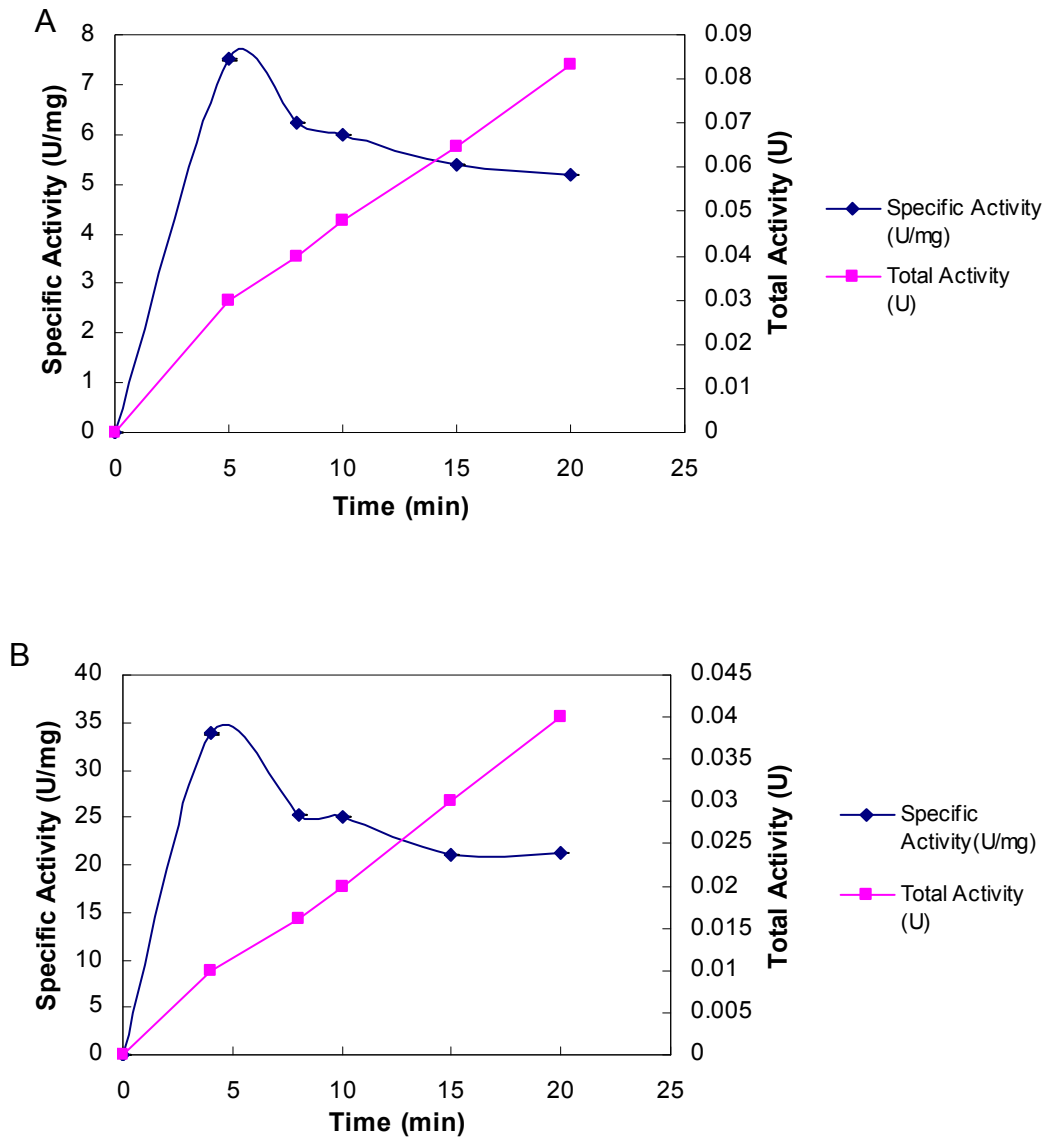 A
8
7
6
5
4
3
2
1
0
Specific Activity (U/mg)
0.09
0.08
0.07
0.06
0.05
0.04
0.03
0.02
0.01
0
Total Activity (U)
0 5 10 15 20 25
Time (min)
Specific Activity
(U/mg)
Total Activity
(U)
B
40
35
30
25
20
15
10
5
0
Specific Activity (U/mg)
0.045
0.04
0.035
0.03
0.025
0.02
0.015
0.01
0.005
0
Total Activity (U)
0 5 10 15 20 25
Time (min)
Specific
Activity(U/mg)
Total Activity
(U)